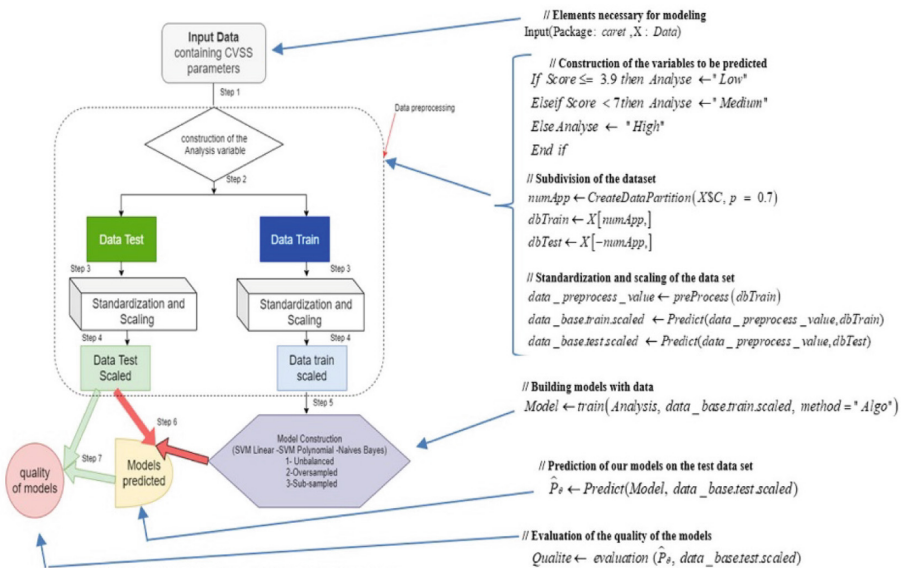 Input Data
containing CVSS
parameters
Step 1
Data preprocessing
construction of the
Analysis variable
Step 2
Data Test
Data Train
Step 3
Step 3
Standardization and
Scaling
Standardization and
Scaling
Step 4
Step 4
Data Test
Scaled
Data train
scaled
Step 5
Step 6
Model Construction
(SVM Linear -SVM Polynomial -Naives Bayes)
1- Unbalanced
2-Oversampled
3-Sub-sampled
Step 7
Models
predicted
quality
of models
// Elements necessary for modeling
Input(Package: caret ,X : Data)
// Construction of the variables to be predicted
If Score ≤ 3.9 then Analyse ←" Low"
Elseif Score < 7 then Analyse ←" Medium"
ElseAnalyse ← "High"
End if
// Subdivision of the dataset
numApp ← CreateDataPartition(X$C, p = 0.7)
dbTrain ← X[numApp,]
dbTest ← X[-numApp,]
// Standardization and scaling of the data set
data _ preprocess _ value ← preProcess(dbTrain)
data _ base.train.scaled ← Predict(data _ preprocess _ value,dbTrain)
data _ base.test.scaled ← Predict(data _ preprocess _ value,dbTest)
// Building models with data
Model ← train(Analysis, data _ base.train.scaled, method = " Algo")
// Prediction of our models on the test data set
P̂θ ← Predict(Model, data _ base.test.scaled)
// Evaluation of the quality of the models
Qualite ← evaluation (P̂θ, data _ base.test.scaled)